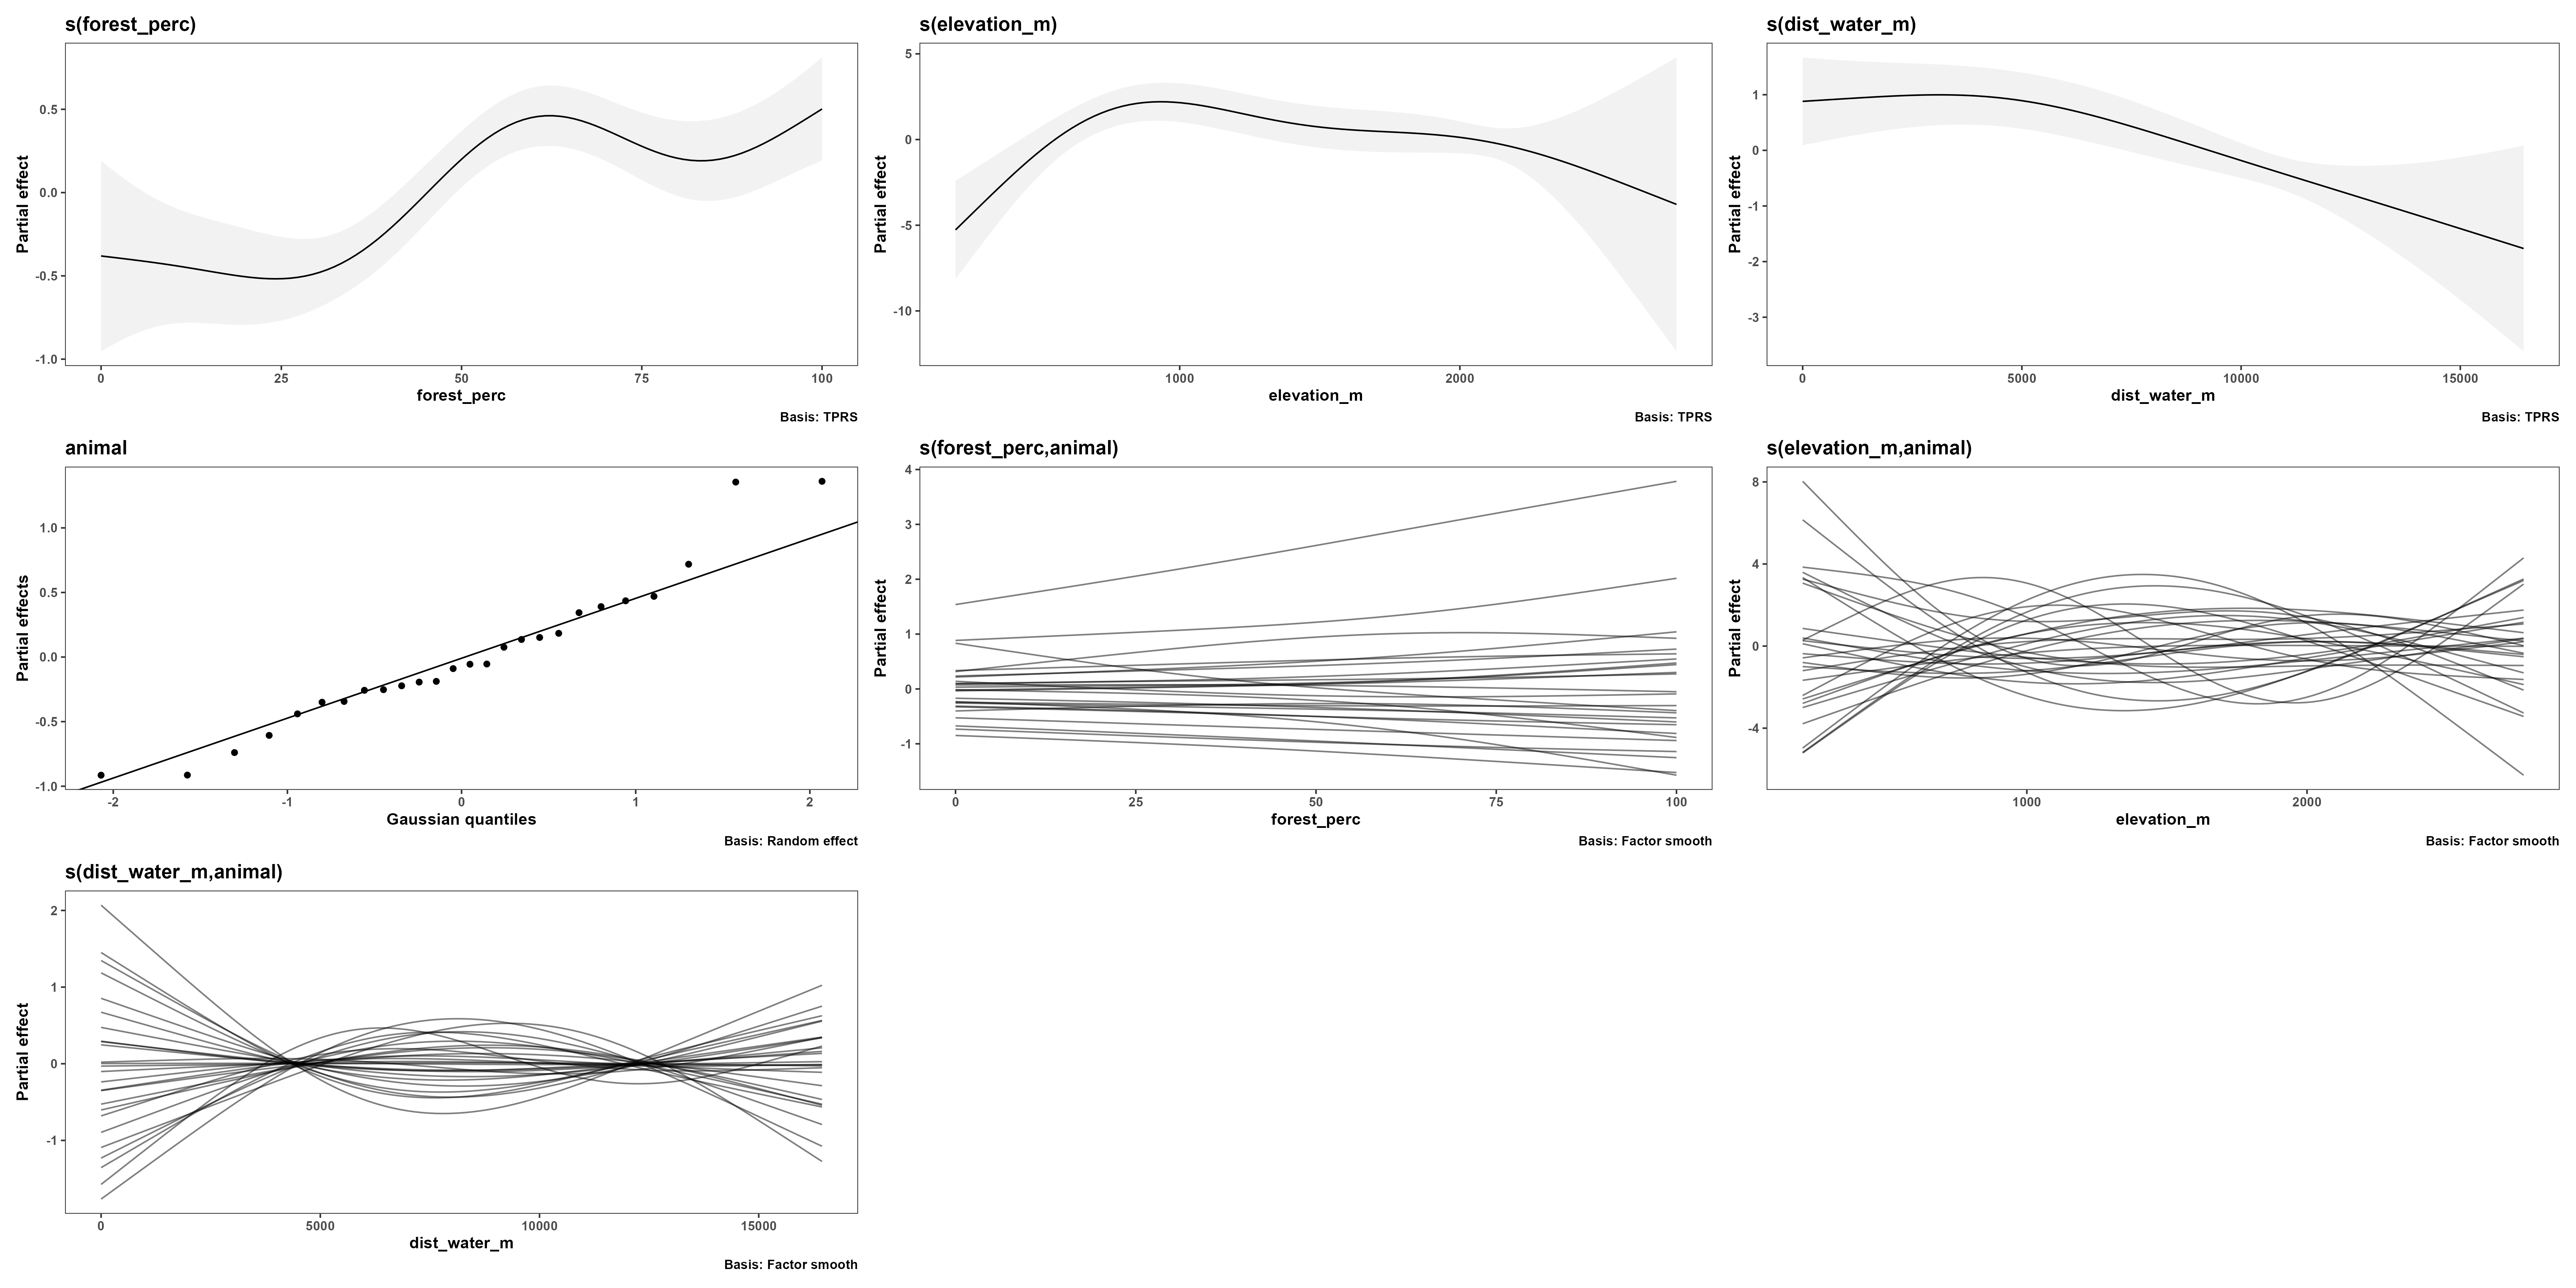 s(forest_perc)
Partial effect
0.5
0.0
-0.5
-1.0
0 25 50 75 100
forest_perc
Basis: TPRS
s(elevation_m)
Partial effect
5
0
-5
-10
1000 2000
elevation_m
Basis: TPRS
s(dist_water_m)
Partial effect
1
0
-1
-2
-3
0 5000 10000 15000
dist_water_m
Basis: TPRS
animal
Partial effects
1.0
0.5
0.0
-0.5
-1.0
-2 -1 0 1 2
Gaussian quantiles
Basis: Random effect
s(forest_perc,animal)
Partial effect
4
3
2
1
0
-1
0 25 50 75 100
forest_perc
Basis: Factor smooth
s(elevation_m,animal)
Partial effect
8
4
0
-4
1000 2000
elevation_m
Basis: Factor smooth
s(dist_water_m,animal)
Partial effect
2
1
0
-1
0 5000 10000 15000
dist_water_m
Basis: Factor smooth